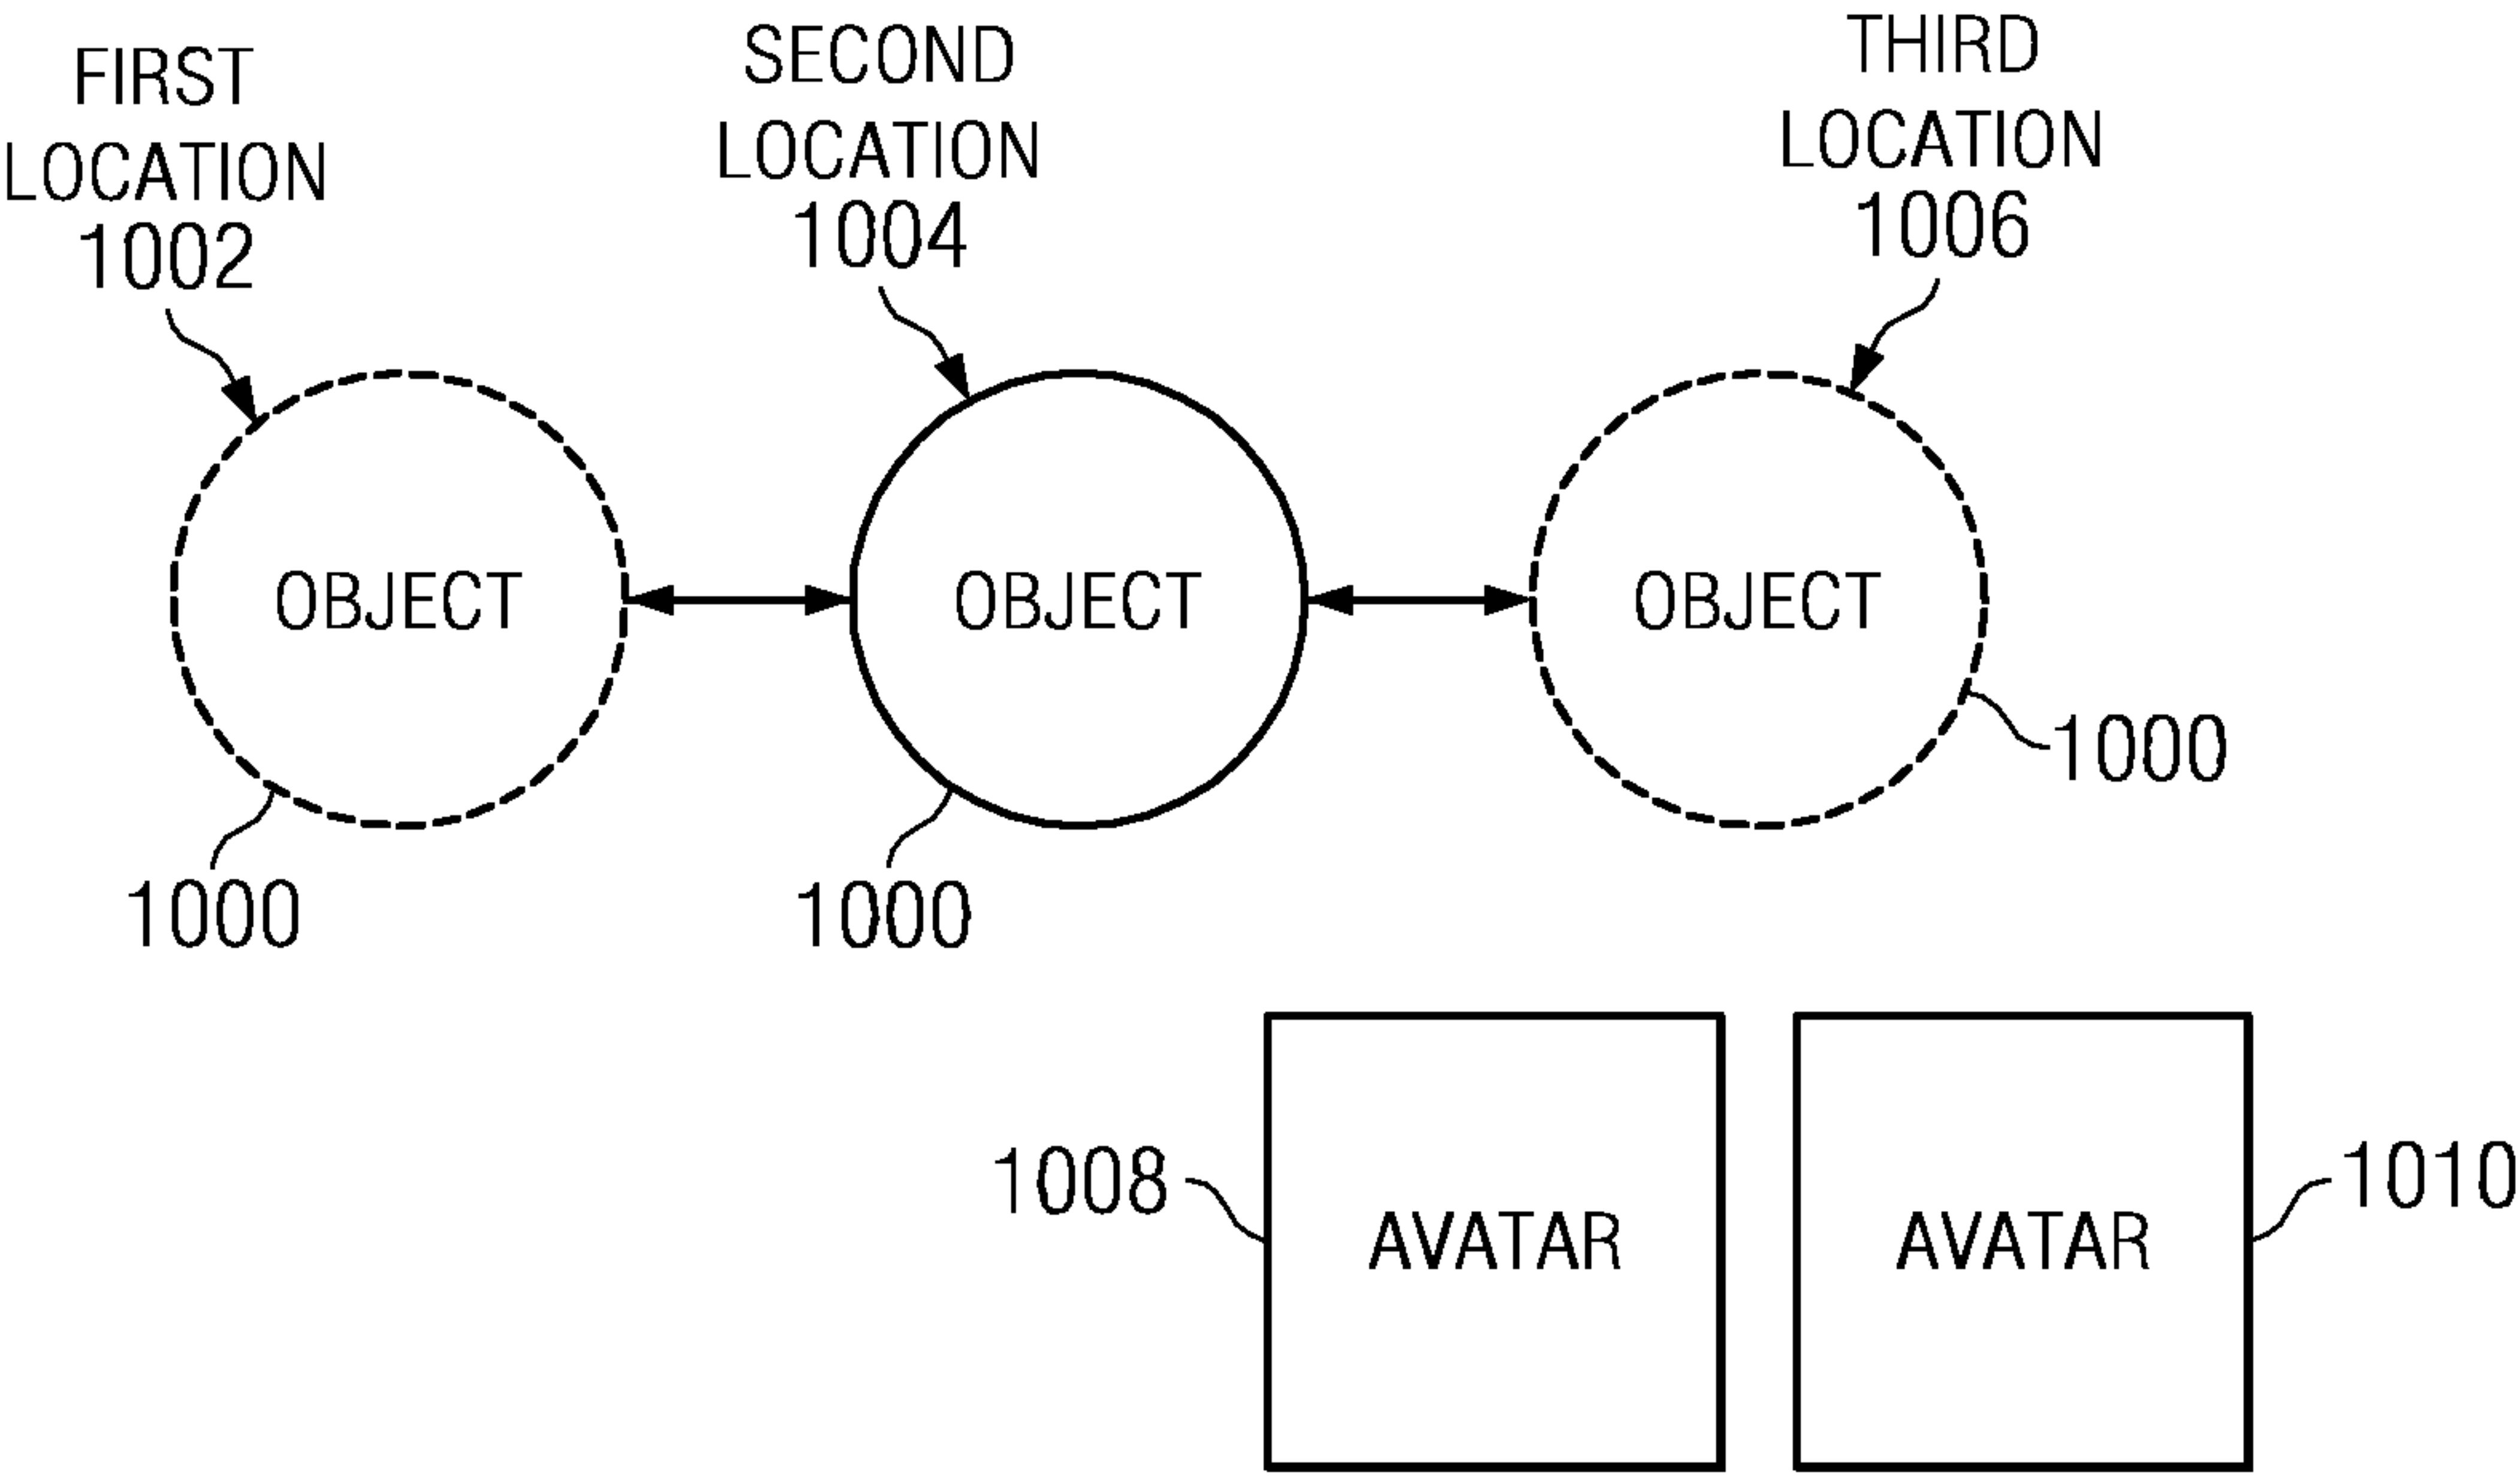 FIRST
LOCATION
1002
SECOND
LOCATION
1004
THIRD
LOCATION
1006
OBJECT
OBJECT
OBJECT
1000
1000
1000
1008
AVATAR
AVATAR
1010